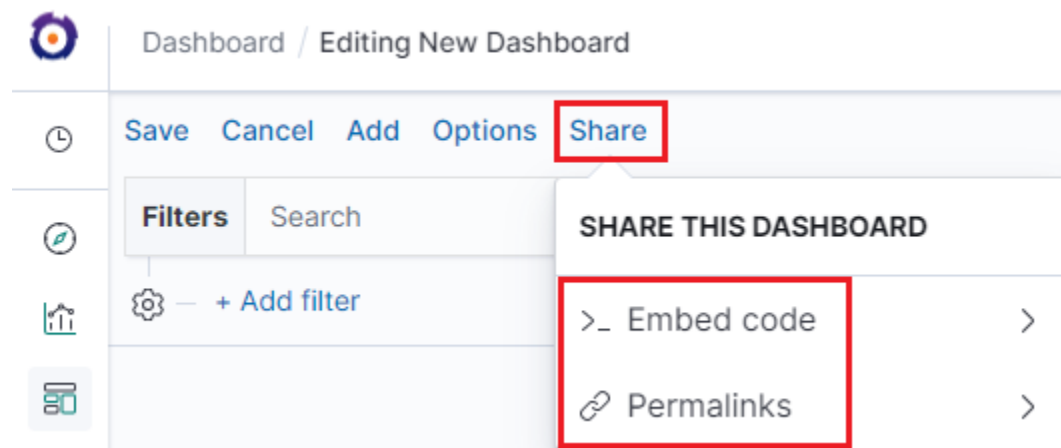 Dashboard / Editing New Dashboard
Save Cancel Add Options Share
Filters Search
SHARE THIS DASHBOARD
+ Add filter
>_ Embed code
Permalinks